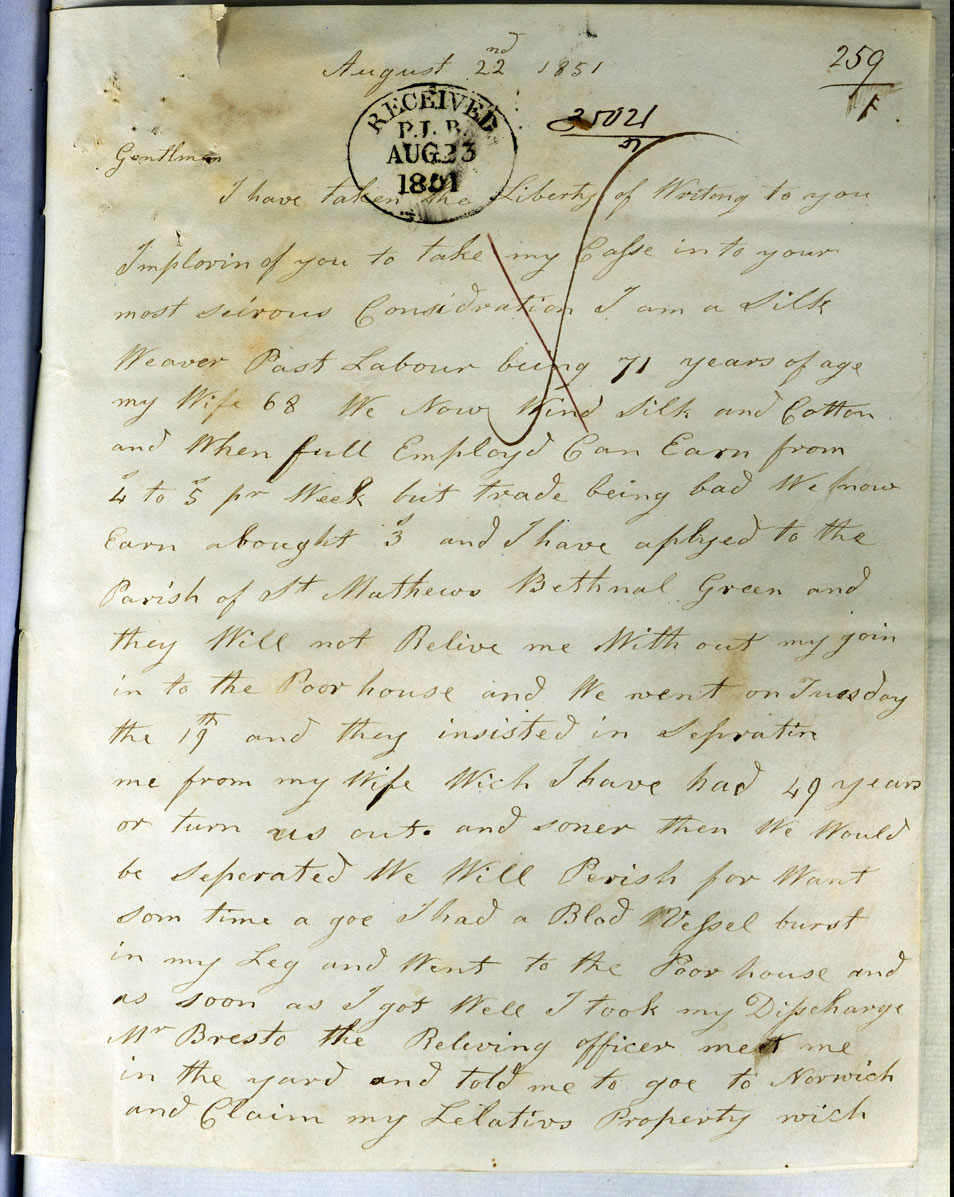 August 22nd 1851
259
RECEIVED
P.L.B.
AUG 23
1851
35021
51
Gentlmen
I have taken the Liberty of Writeng to you
Implorin of you to take my Casse in to your
most seirous Considration I am a Silk
Weaver Past Labour being 71 years of age
my Wife 68 We Now Wind Silk and Cotton
and When full Employd Can Earn from
4s to 5s pr Week but trade being bad We know
Earn abought 3s and I have aplyed to the
Parish of St Mathews Bethnal Green and
they Will not Relive me With out my goin
in to the Poor house and We went on Tuesday
the 19th and they insisted in Sepratin
me from my Wife Wich I have had 49 years
or turn us out. and soner then We Would
be seperated We Will Perish for Want
som time a goe I had a Blad Vessel burst
in my Leg and Went to the Poor house and
as soon as I got Well I took my Disscharge
Mr Bresto the Reliving officer meet me
in the yard and told me to goe to Norwich
and Claim my Lelativs Property wich